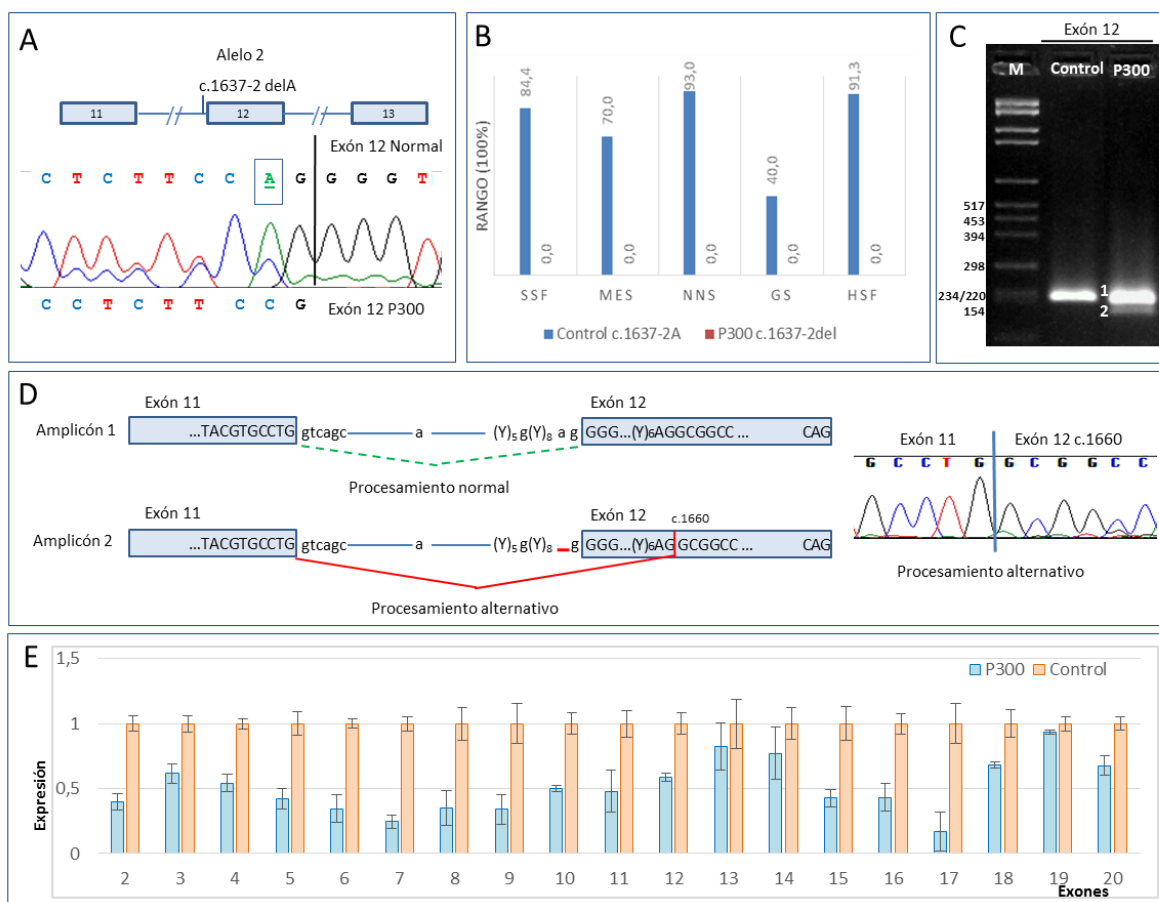 A
Alelo 2
c.1637-2 delA
11
12
13
Exón 12 Normal
C T C T T C C A G G G G T
C C T C T T C C G
Exón 12 P300
B
RANGO (100%)
84,4
0,0
70,0
0,0
93,0
0,0
40,0
0,0
91,3
0,0
SSF MES NNS GS HSF
Control c.1637-2A P300 c.1637-2del
C
Exón 12
M Control P300
517
453
394
298
234/220
154
1
2
D
Exón 11 Exón 12
Amplicón 1 ...TACGTGCCTG gtcagc a (Y)5g(Y)8 a g GGG...(Y)6AGGCGGCC ... CAG
Procesamiento normal
Exón 11 Exón 12 c.1660
Amplicón 2 ...TACGTGCCTG gtcagc a (Y)5g(Y)8 g GGG...(Y)6AG GCGGCC ... CAG
Procesamiento alternativo
Exón 11 Exón 12 c.1660
G C C T G G C G G C C
Procesamiento alternativo
E
P300 Control
Expresión
1,5
1
0,5
0
2 3 4 5 6 7 8 9 10 11 12 13 14 15 16 17 18 19 20
Exones